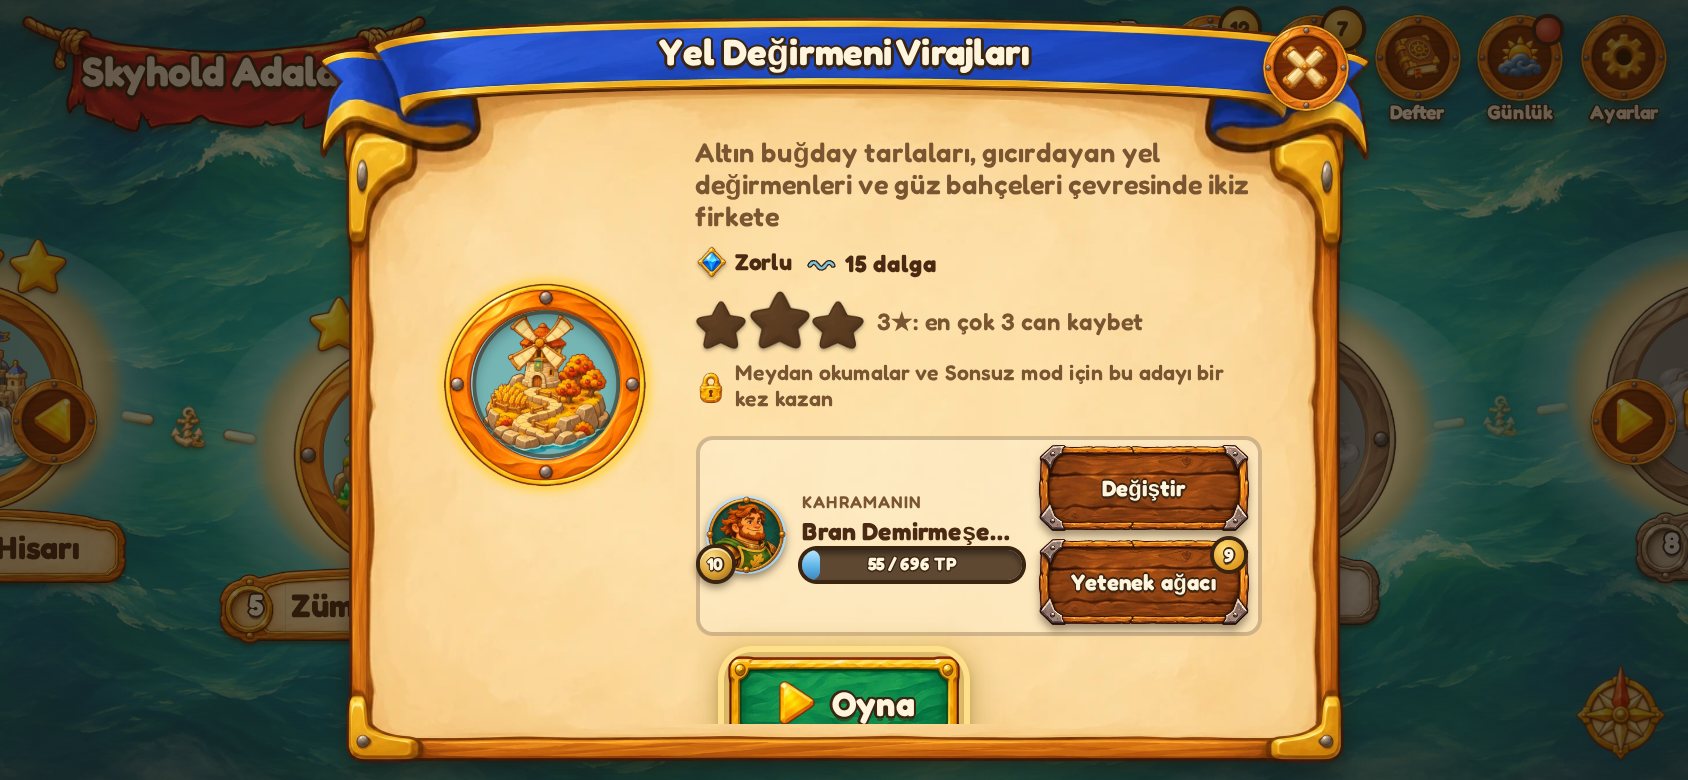 Yel Değirmeni Virajları
Skyhold
12
7
Defter
Günlük
Ayarlar
Altın buğday tarlaları, gıcırdayan yel
değirmenleri ve güz bahçeleri çevresinde ikiz
firkete
Zorlu
15 dalga
3★: en çok 3 can kaybet
Meydan okumalar ve Sonsuz mod için bu adayı bir
kez kazan
KAHRAMANIN
Bran Demirmeşe...
10
55 / 696 TP
Değiştir
9
Yetenek ağacı
Oyna
Hisarı
5
8